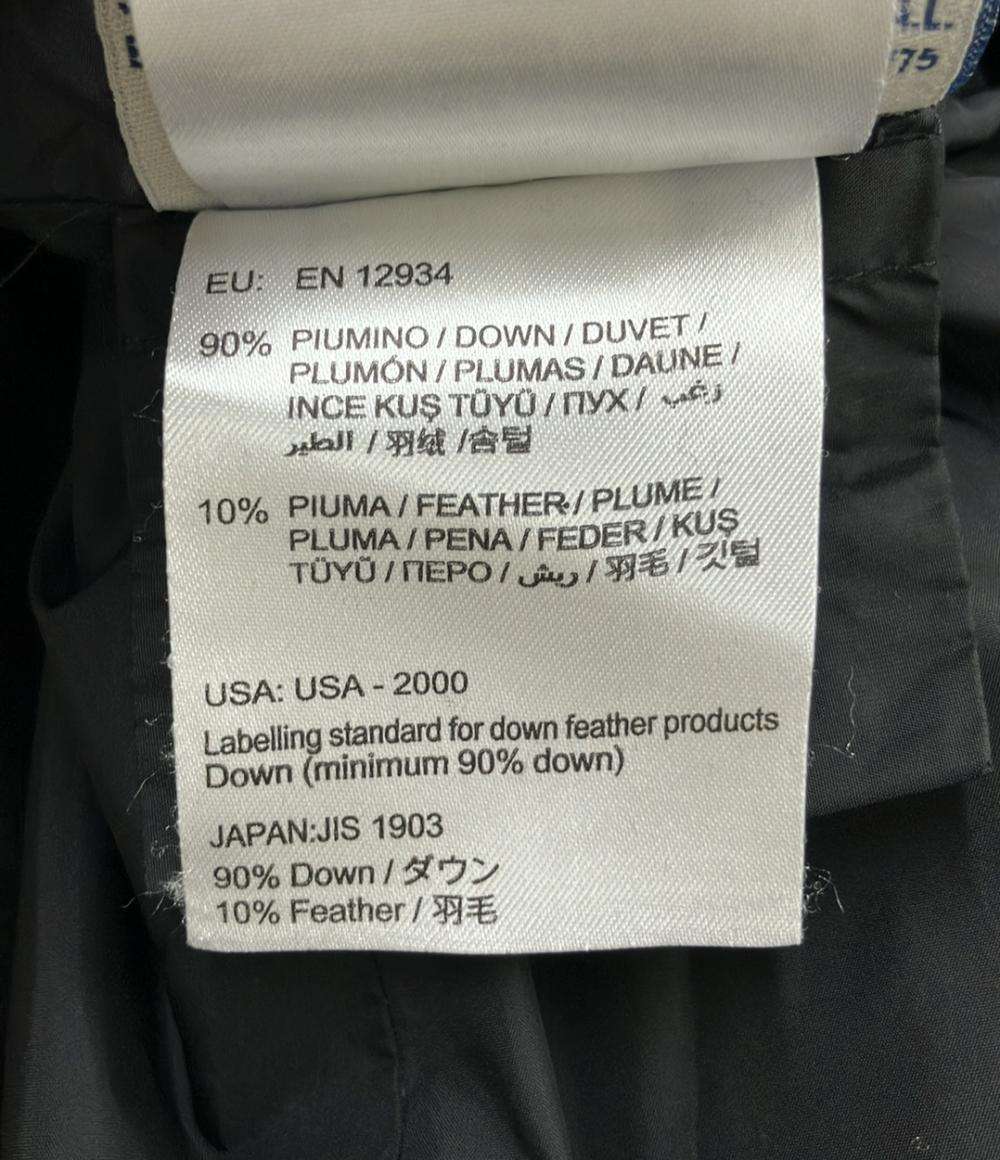 75
EU: EN 12934
90% PIUMINO / DOWN / DUVET /
PLUMÓN / PLUMAS / DAUNE /
INCE KUŞ TÜYÜ / ПУХ / زغب
الطير / 羽绒 /솜털
10% PIUMA / FEATHER / PLUME /
PLUMA / PENA / FEDER / KUŞ
TÜYÜ / ПЕРО / ريش / 羽毛 / 깃털
USA: USA - 2000
Labelling standard for down feather products
Down (minimum 90% down)
JAPAN:JIS 1903
90% Down / ダウン
10% Feather / 羽毛